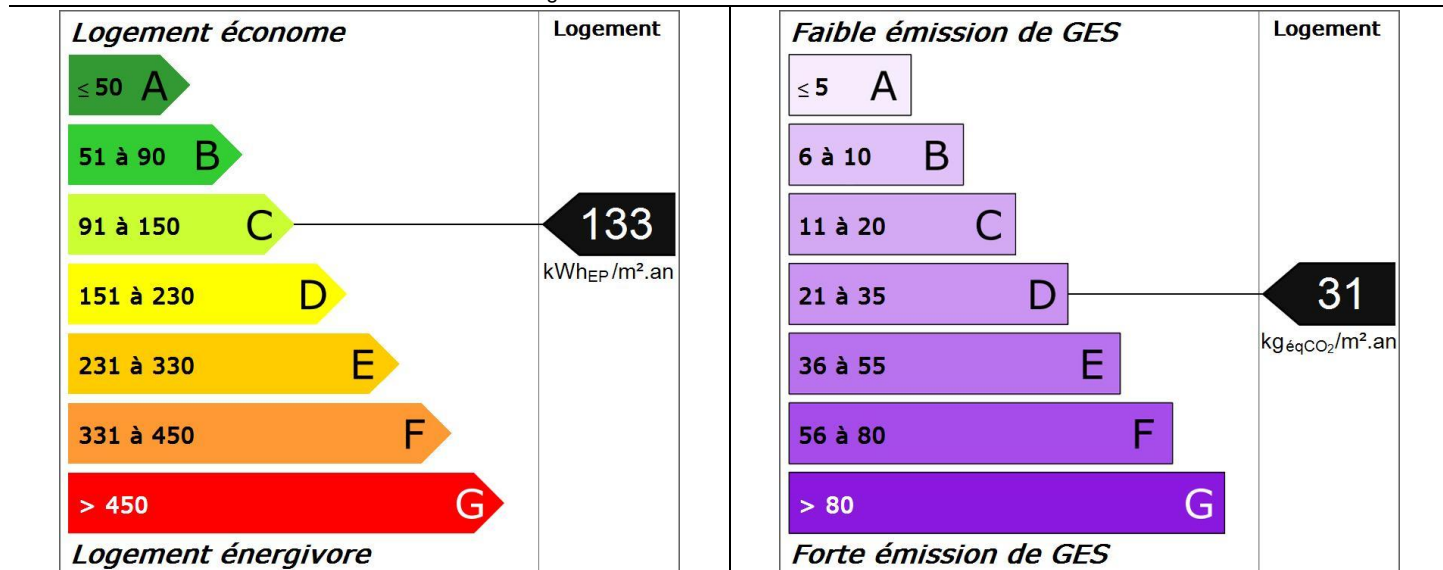 g
Logement économe Logement
≤ 50 A
51 à 90 B
91 à 150 C 133
kWhEP/m².an
151 à 230 D
231 à 330 E
331 à 450 F
> 450 G
Logement énergivore
Faible émission de GES Logement
≤ 5 A
6 à 10 B
11 à 20 C
21 à 35 D 31
kgéqCO2/m².an
36 à 55 E
56 à 80 F
> 80 G
Forte émission de GES